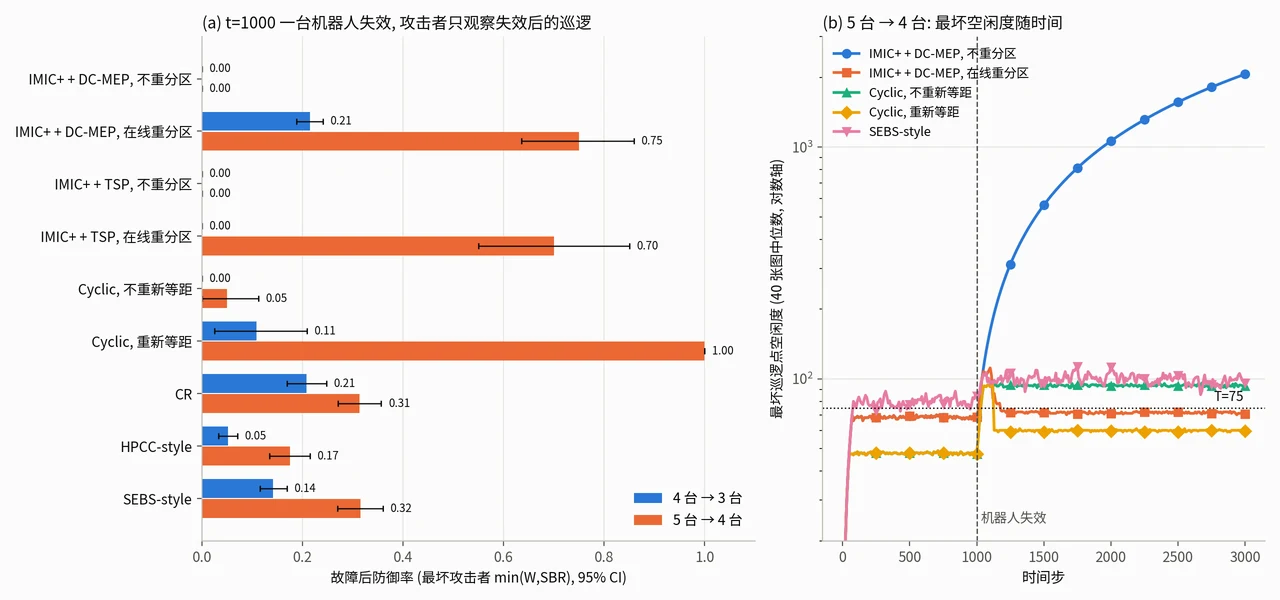 (a) t=1000 一台机器人失效, 攻击者只观察失效后的巡逻
IMIC+ + DC-MEP, 不重分区
0.00
0.00
IMIC+ + DC-MEP, 在线重分区
0.21
0.75
IMIC+ + TSP, 不重分区
0.00
0.00
IMIC+ + TSP, 在线重分区
0.00
0.70
Cyclic, 不重新等距
0.00
0.05
Cyclic, 重新等距
0.11
1.00
CR
0.21
0.31
HPCC-style
0.05
0.17
SEBS-style
0.14
0.32
4 台 → 3 台
5 台 → 4 台
0.0 0.2 0.4 0.6 0.8 1.0
故障后防御率 (最坏攻击者 min(W,SBR), 95% CI)
(b) 5 台 → 4 台: 最坏空闲度随时间
IMIC+ + DC-MEP, 不重分区
IMIC+ + DC-MEP, 在线重分区
Cyclic, 不重新等距
Cyclic, 重新等距
SEBS-style
最坏巡逻点空闲度 (40 张图中位数, 对数轴)
10³
10²
T=75
机器人失效
0 500 1000 1500 2000 2500 3000
时间步